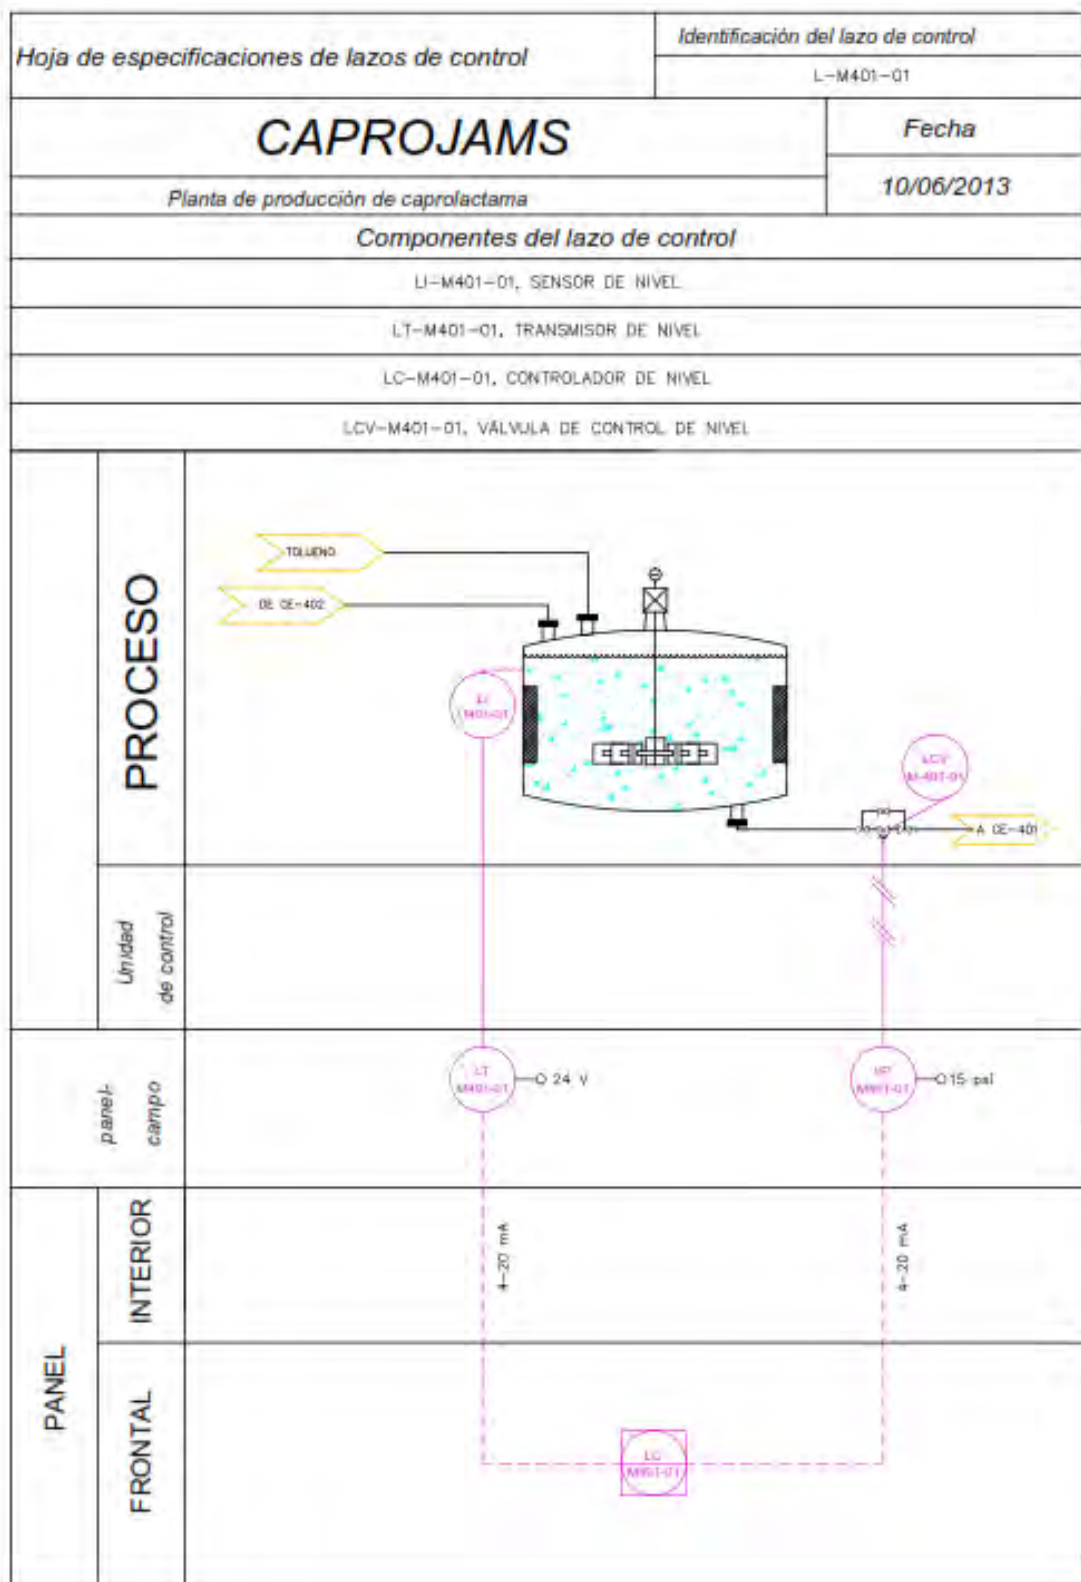 Hoja de especificaciones de lazos de control
Identificación del lazo de control
L-M401-01
CAPROJAMS
Fecha
Planta de producción de caprolactama
10/06/2013
Componentes del lazo de control
LI-M401-01, SENSOR DE NIVEL
LT-M401-01, TRANSMISOR DE NIVEL
LC-M401-01, CONTROLADOR DE NIVEL
LCV-M401-01, VÁLVULA DE CONTROL DE NIVEL
PROCESO
TOLUENO
DE CE-402
LI
M401-01
LCV
A CE-401
Unidad
de control
panel-
campo
LT
M401-01
24 V
15 psi
PANEL
INTERIOR
4-20 mA
4-20 mA
FRONTAL
LC